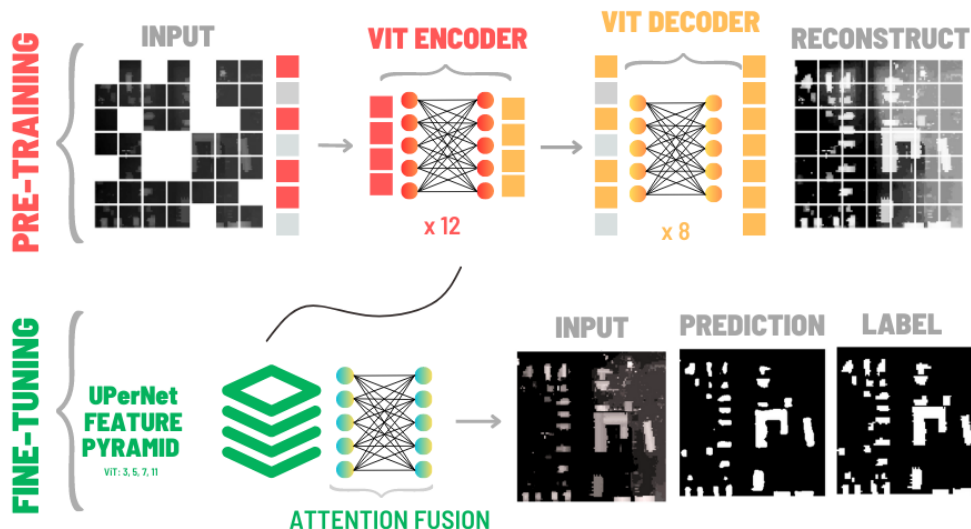 PRE-TRAINING
INPUT
VIT ENCODER
VIT DECODER
RECONSTRUCT
x 12
x 8
FINE-TUNING
UPerNet
FEATURE
PYRAMID
ViT: 3, 5, 7, 11
ATTENTION FUSION
INPUT
PREDICTION
LABEL